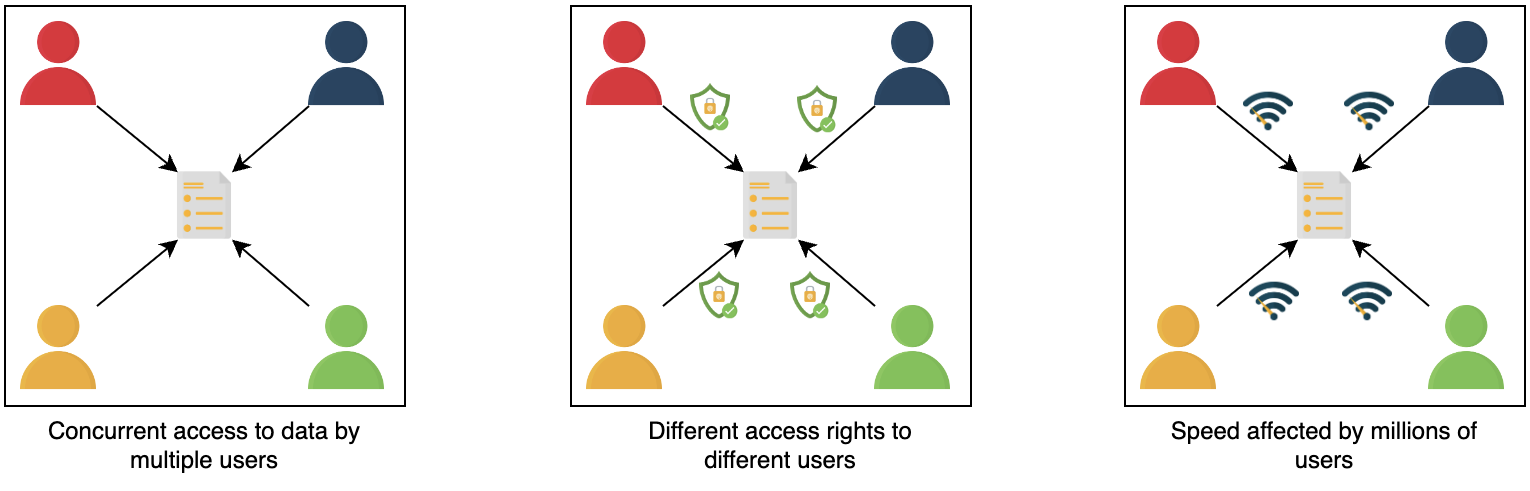 Concurrent access to data by
multiple users
Different access rights to
different users
Speed affected by millions of
users